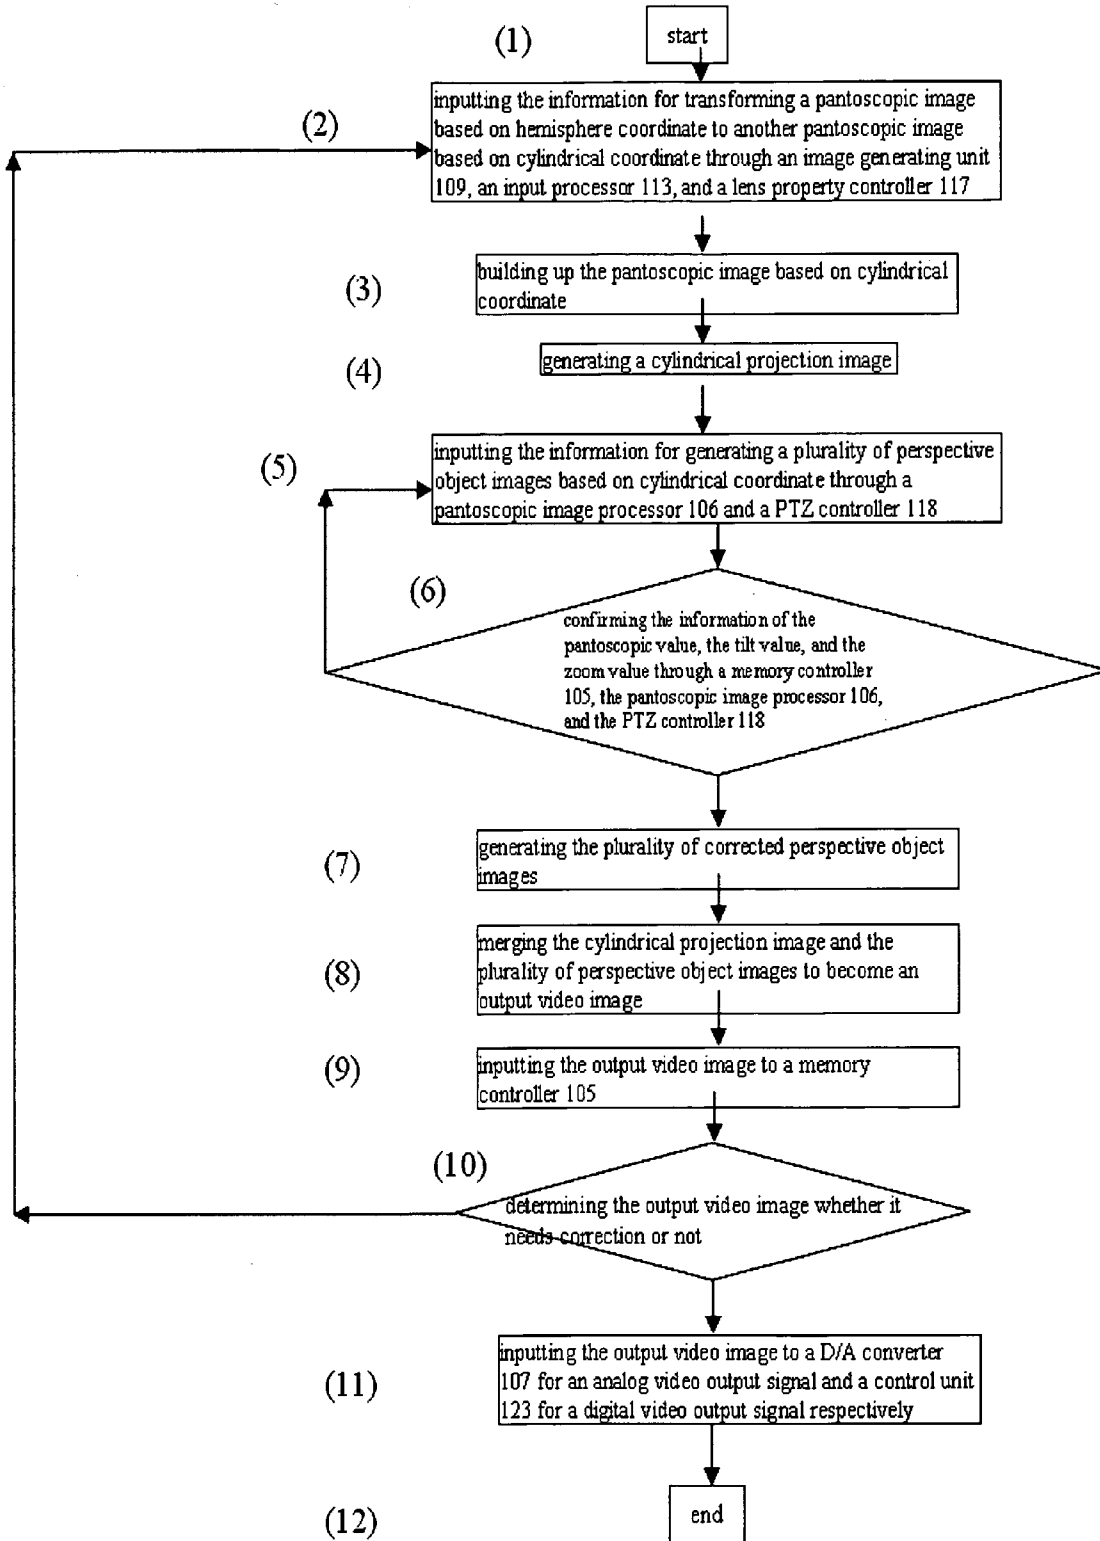 (1)
start
(2)
inputting the information for transforming a pantoscopic image
based on hemisphere coordinate to another pantoscopic image
based on cylindrical coordinate through an image generating unit
109, an input processor 113, and a lens property controller 117
(3)
building up the pantoscopic image based on cylindrical
coordinate
(4)
generating a cylindrical projection image
(5)
inputting the information for generating a plurality of perspective
object images based on cylindrical coordinate through a
pantoscopic image processor 106 and a PTZ controller 118
(6)
confirming the information of the
pantoscopic value, the tilt value, and the
zoom value through a memory controller
105, the pantoscopic image processor 106,
and the PTZ controller 118
(7)
generating the plurality of corrected perspective object
images
(8)
merging the cylindrical projection image and the
plurality of perspective object images to become an
output video image
(9)
inputting the output video image to a memory
controller 105
(10)
determining the output video image whether it
needs correction or not
(11)
inputting the output video image to a D/A converter
107 for an analog video output signal and a control unit
123 for a digital video output signal respectively
(12)
end